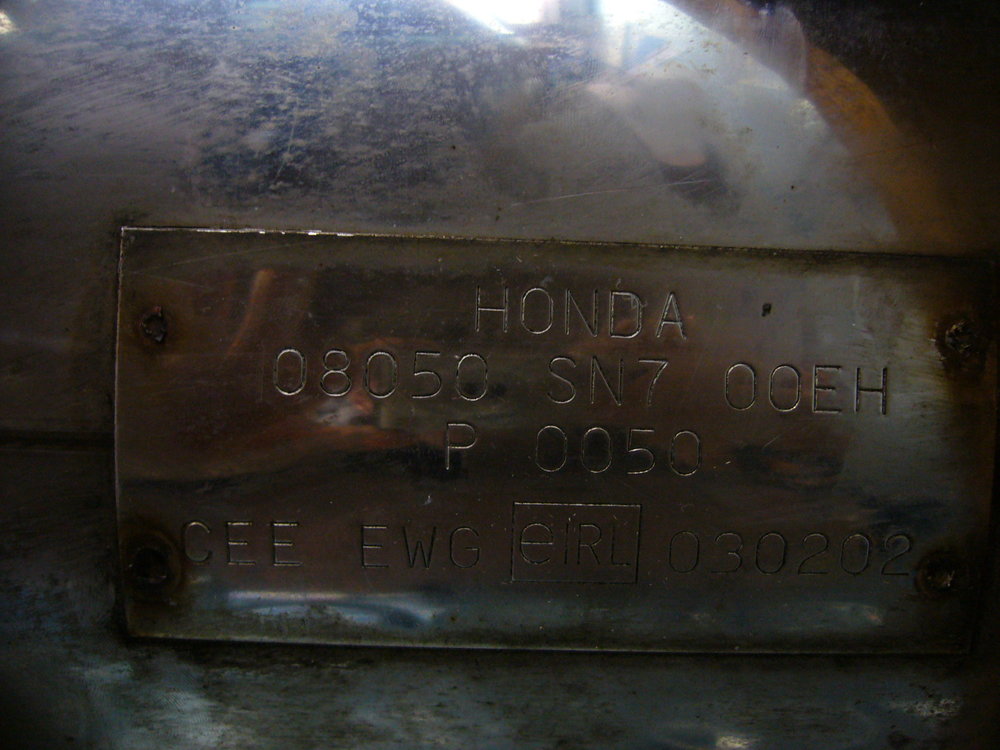 HONDA
08050 SN7 00EH
P 0050
CEE EWG eIRL 030202